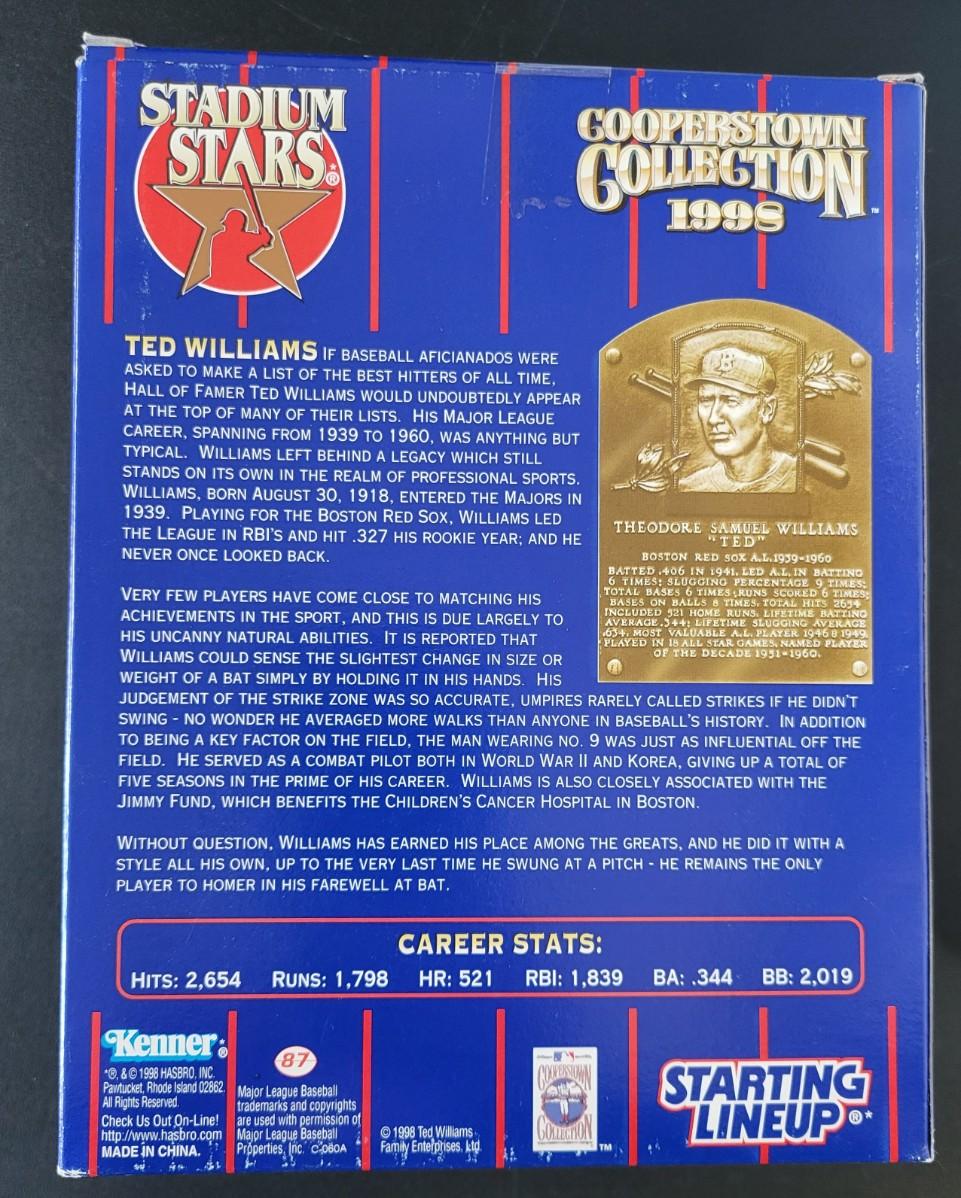 STADIUM
STARS®
COOPERSTOWN
COLLECTION™
1998
TED WILLIAMS IF BASEBALL AFICIANADOS WERE
ASKED TO MAKE A LIST OF THE BEST HITTERS OF ALL TIME,
HALL OF FAMER TED WILLIAMS WOULD UNDOUBTEDLY APPEAR
AT THE TOP OF MANY OF THEIR LISTS. HIS MAJOR LEAGUE
CAREER, SPANNING FROM 1939 TO 1960, WAS ANYTHING BUT
TYPICAL. WILLIAMS LEFT BEHIND A LEGACY WHICH STILL
STANDS ON ITS OWN IN THE REALM OF PROFESSIONAL SPORTS.
WILLIAMS, BORN AUGUST 30, 1918, ENTERED THE MAJORS IN
1939. PLAYING FOR THE BOSTON RED SOX, WILLIAMS LED
THE LEAGUE IN RBI'S AND HIT .327 HIS ROOKIE YEAR; AND HE
NEVER ONCE LOOKED BACK.
VERY FEW PLAYERS HAVE COME CLOSE TO MATCHING HIS
ACHIEVEMENTS IN THE SPORT, AND THIS IS DUE LARGELY TO
HIS UNCANNY NATURAL ABILITIES. IT IS REPORTED THAT
WILLIAMS COULD SENSE THE SLIGHTEST CHANGE IN SIZE OR
WEIGHT OF A BAT SIMPLY BY HOLDING IT IN HIS HANDS. HIS
JUDGEMENT OF THE STRIKE ZONE WAS SO ACCURATE, UMPIRES RARELY CALLED STRIKES IF HE DIDN'T
SWING - NO WONDER HE AVERAGED MORE WALKS THAN ANYONE IN BASEBALL'S HISTORY. IN ADDITION
TO BEING A KEY FACTOR ON THE FIELD, THE MAN WEARING NO. 9 WAS JUST AS INFLUENTIAL OFF THE
FIELD. HE SERVED AS A COMBAT PILOT BOTH IN WORLD WAR II AND KOREA, GIVING UP A TOTAL OF
FIVE SEASONS IN THE PRIME OF HIS CAREER. WILLIAMS IS ALSO CLOSELY ASSOCIATED WITH THE
JIMMY FUND, WHICH BENEFITS THE CHILDREN'S CANCER HOSPITAL IN BOSTON.
WITHOUT QUESTION, WILLIAMS HAS EARNED HIS PLACE AMONG THE GREATS, AND HE DID IT WITH A
STYLE ALL HIS OWN, UP TO THE VERY LAST TIME HE SWUNG AT A PITCH - HE REMAINS THE ONLY
PLAYER TO HOMER IN HIS FAREWELL AT BAT.
B
THEODORE SAMUEL WILLIAMS
"TED"
BOSTON RED SOX A.L. 1939-1960
BATTED .406 IN 1941. LED A.L. IN BATTING
6 TIMES; SLUGGING PERCENTAGE 9 TIMES;
TOTAL BASES 6 TIMES; RUNS SCORED 6 TIMES;
BASES ON BALLS 8 TIMES. TOTAL HITS 2654
INCLUDED 521 HOME RUNS. LIFETIME BATTING
AVERAGE .344; LIFETIME SLUGGING AVERAGE
.634. MOST VALUABLE A.L. PLAYER 1946 & 1949.
PLAYED IN 18 ALL STAR GAMES, NAMED PLAYER
OF THE DECADE 1951-1960.
CAREER STATS:
HITS: 2,654 RUNS: 1,798 HR: 521 RBI: 1,839 BA: .344 BB: 2,019
Kenner®
*®, & © 1998 HASBRO, INC.
Pawtucket, Rhode Island 02862.
All Rights Reserved.
Check Us Out On-Line!
http://www.hasbro.com
MADE IN CHINA.
87
Major League Baseball
trademarks and copyrights
are used with permission of
Major League Baseball
Properties, Inc. C-060A
© 1998 Ted Williams
Family Enterprises, Ltd.
COOPERSTOWN
COLLECTION
™
STARTING
LINEUP®*